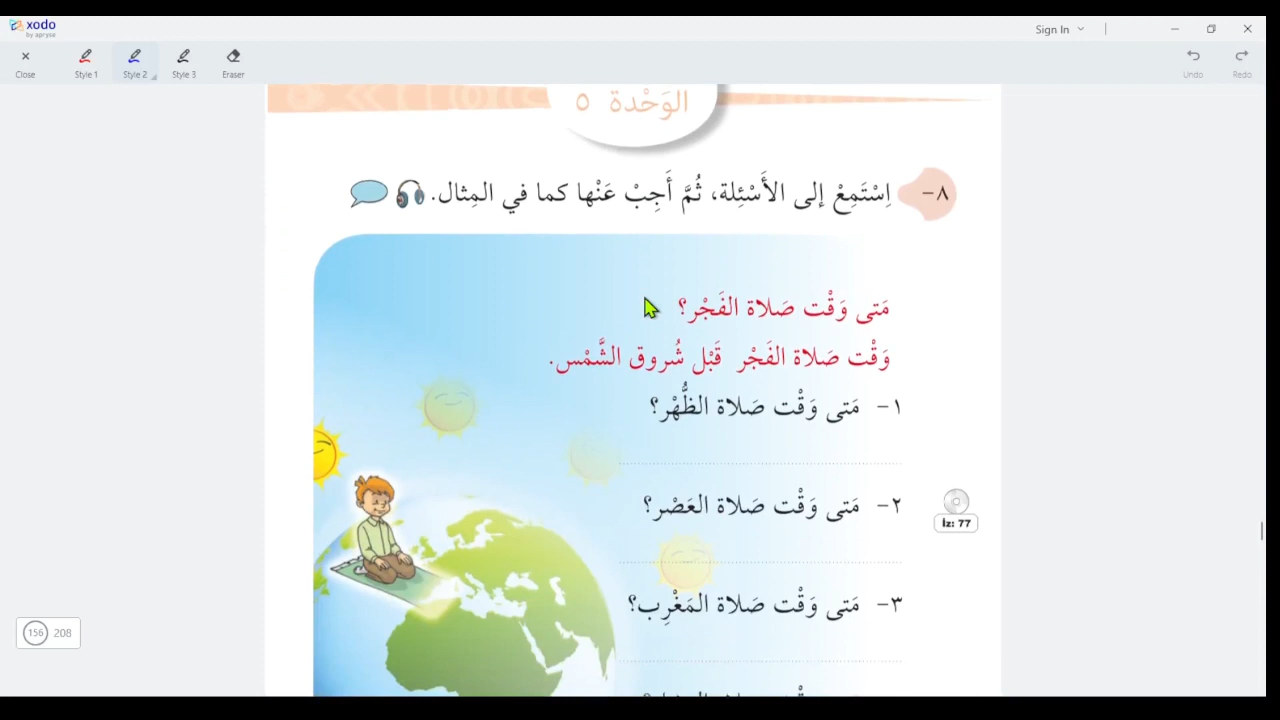 xodo
by apryse
Sign In
Close
Style 1
Style 2
Style 3
Eraser
Undo
Redo
الوَحْدة ٥
٨- اِسْتَمِعْ إلى الأَسْئِلة، ثُمَّ أَجِبْ عَنْها كما في المِثال.
مَتى وَقْت صَلاة الفَجْر؟
وَقْت صَلاة الفَجْر قَبْل شُروق الشَّمْس.
١- مَتى وَقْت صَلاة الظُّهْر؟
٢- مَتى وَقْت صَلاة العَصْر؟
İz: 77
٣- مَتى وَقْت صَلاة المَغْرِب؟
156 208